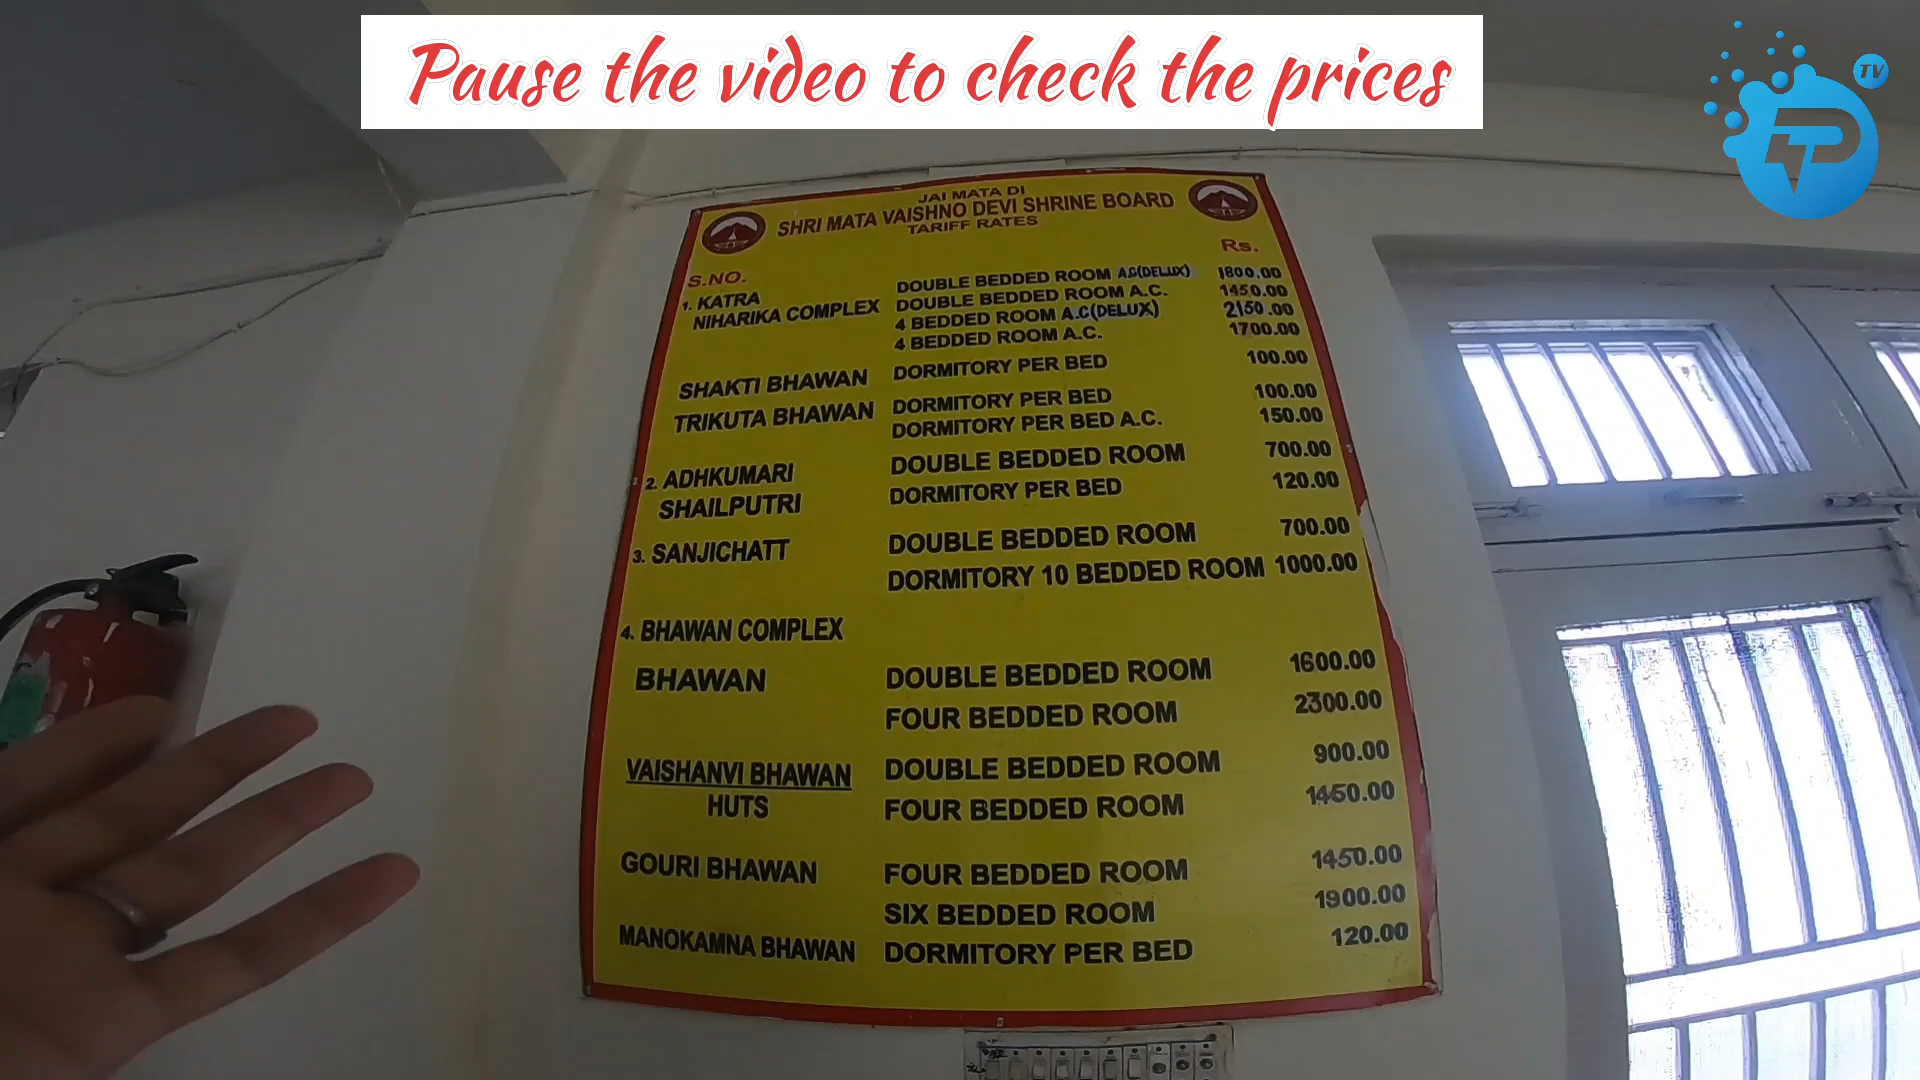 Pause the video to check the prices
TV
JAI MATA DI
SHRI MATA VAISHNO DEVI SHRINE BOARD
TARIFF RATES
S.NO. Rs.
1. KATRA DOUBLE BEDDED ROOM A.C(DELUX) 1800.00
NIHARIKA COMPLEX DOUBLE BEDDED ROOM A.C. 1450.00
4 BEDDED ROOM A.C(DELUX) 2150.00
4 BEDDED ROOM A.C. 1700.00
SHAKTI BHAWAN DORMITORY PER BED 100.00
TRIKUTA BHAWAN DORMITORY PER BED 100.00
DORMITORY PER BED A.C. 150.00
2. ADHKUMARI DOUBLE BEDDED ROOM 700.00
SHAILPUTRI DORMITORY PER BED 120.00
3. SANJICHATT DOUBLE BEDDED ROOM 700.00
DORMITORY 10 BEDDED ROOM 1000.00
4. BHAWAN COMPLEX
BHAWAN DOUBLE BEDDED ROOM 1600.00
FOUR BEDDED ROOM 2300.00
VAISHANVI BHAWAN DOUBLE BEDDED ROOM 900.00
HUTS FOUR BEDDED ROOM 1450.00
GOURI BHAWAN FOUR BEDDED ROOM 1450.00
SIX BEDDED ROOM 1900.00
MANOKAMNA BHAWAN DORMITORY PER BED 120.00